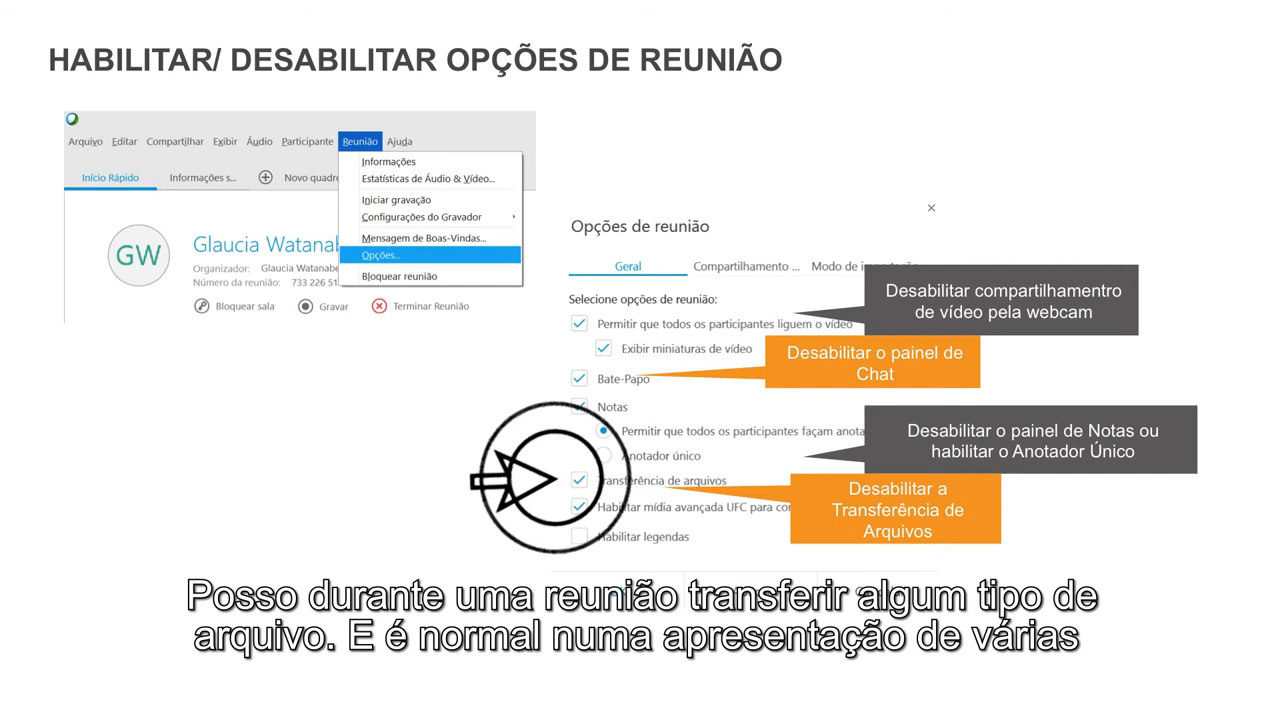 HABILITAR/ DESABILITAR OPÇÕES DE REUNIÃO
Arquivo Editar Compartilhar Exibir Áudio Participante Reunião Ajuda
Início Rápido Informações s... Novo quadro
Informações
Estatísticas de Áudio & Vídeo...
Iniciar gravação
Configurações do Gravador
Mensagem de Boas-Vindas...
Opções...
Bloquear reunião
GW
Glaucia Watanab
Organizador: Glaucia Watanabe
Número da reunião: 733 226 51
Bloquear sala Gravar Terminar Reunião
Opções de reunião
Geral Compartilhamento ... Modo de
Selecione opções de reunião:
Permitir que todos os participantes liguem o vídeo
Exibir miniaturas de vídeo
Bate-Papo
Notas
Permitir que todos os participantes façam anota
Anotador único
Transferência de arquivos
Habilitar mídia avançada UFC para co
Habilitar legendas
Desabilitar compartilhamentro
de vídeo pela webcam
Desabilitar o painel de
Chat
Desabilitar o painel de Notas ou
habilitar o Anotador Único
Desabilitar a
Transferência de
Arquivos
Posso durante uma reunião transferir algum tipo de
arquivo. E é normal numa apresentação de várias